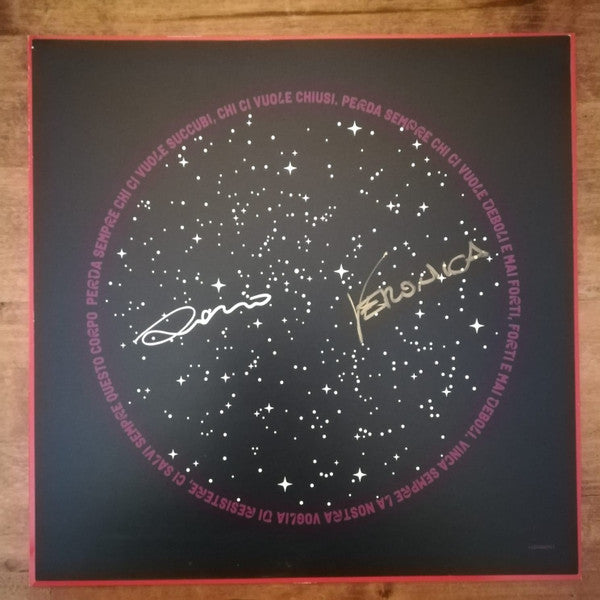 PERDA SEMPRE CHI CI VUOLE SUCCUBI, CHI CI VUOLE CHIUSI. PERDA SEMPRE CHI CI VUOLE DEBOLI E MAI FORTI, FORTI E MAI DEBOLI. VINCA SEMPRE LA NOSTRA VOGLIA DI RESISTERE, CI SALVI SEMPRE QUESTO CORPO
VERONICA